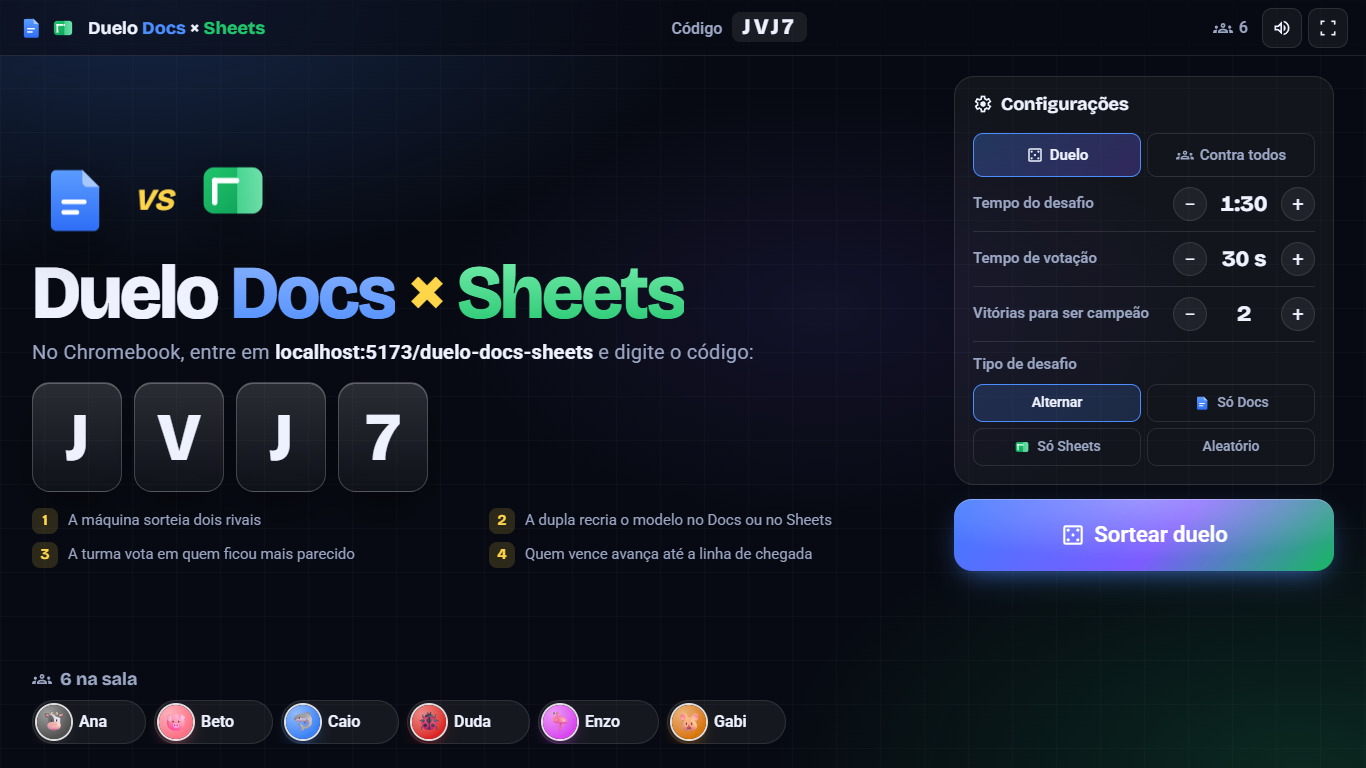 Duelo Docs × Sheets
Código JVJ7
6
VS
Duelo Docs × Sheets
No Chromebook, entre em localhost:5173/duelo-docs-sheets e digite o código:
J V J 7
1 A máquina sorteia dois rivais
2 A dupla recria o modelo no Docs ou no Sheets
3 A turma vota em quem ficou mais parecido
4 Quem vence avança até a linha de chegada
6 na sala
Ana
Beto
Caio
Duda
Enzo
Gabi
Configurações
Duelo
Contra todos
Tempo do desafio − 1:30 +
Tempo de votação − 30 s +
Vitórias para ser campeão − 2 +
Tipo de desafio
Alternar
Só Docs
Só Sheets
Aleatório
Sortear duelo